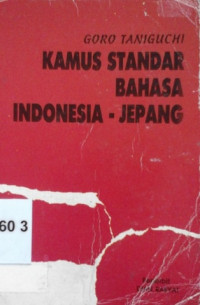 GORO TANIGUCHI
KAMUS STANDAR
BAHASA
INDONESIA - JEPANG
60 3